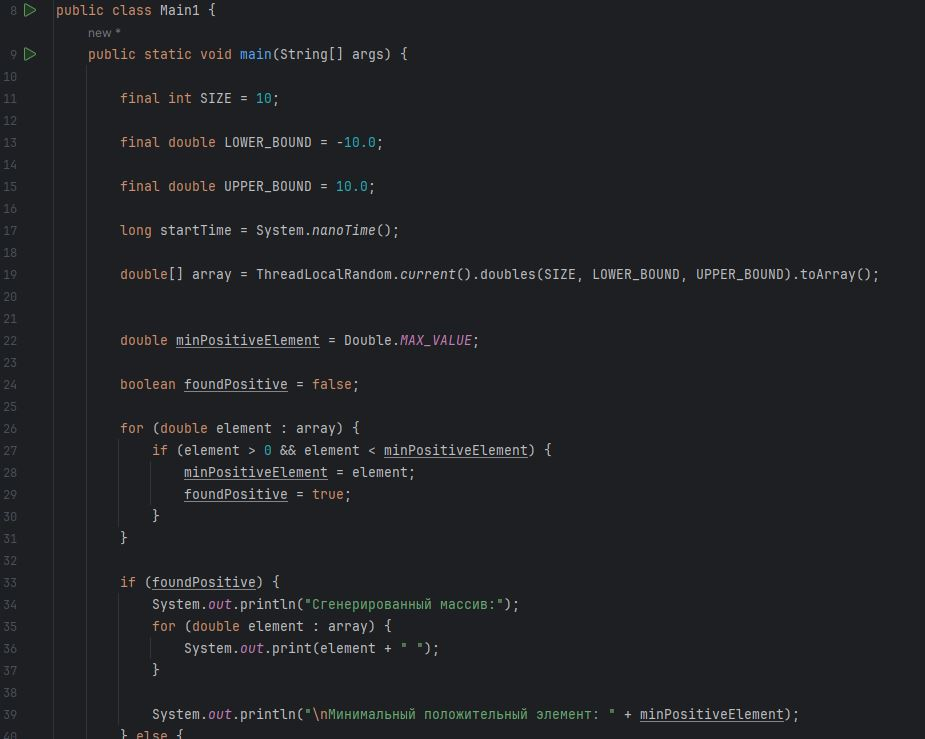 8 public class Main1 {
new *
9 public static void main(String[] args) {
10
11 final int SIZE = 10;
12
13 final double LOWER_BOUND = -10.0;
14
15 final double UPPER_BOUND = 10.0;
16
17 long startTime = System.nanoTime();
18
19 double[] array = ThreadLocalRandom.current().doubles(SIZE, LOWER_BOUND, UPPER_BOUND).toArray();
20
21
22 double minPositiveElement = Double.MAX_VALUE;
23
24 boolean foundPositive = false;
25
26 for (double element : array) {
27 if (element > 0 && element < minPositiveElement) {
28 minPositiveElement = element;
29 foundPositive = true;
30 }
31 }
32
33 if (foundPositive) {
34 System.out.println("Сгенерированный массив:");
35 for (double element : array) {
36 System.out.print(element + " ");
37 }
38
39 System.out.println("\nМинимальный положительный элемент: " + minPositiveElement);
40 } else {